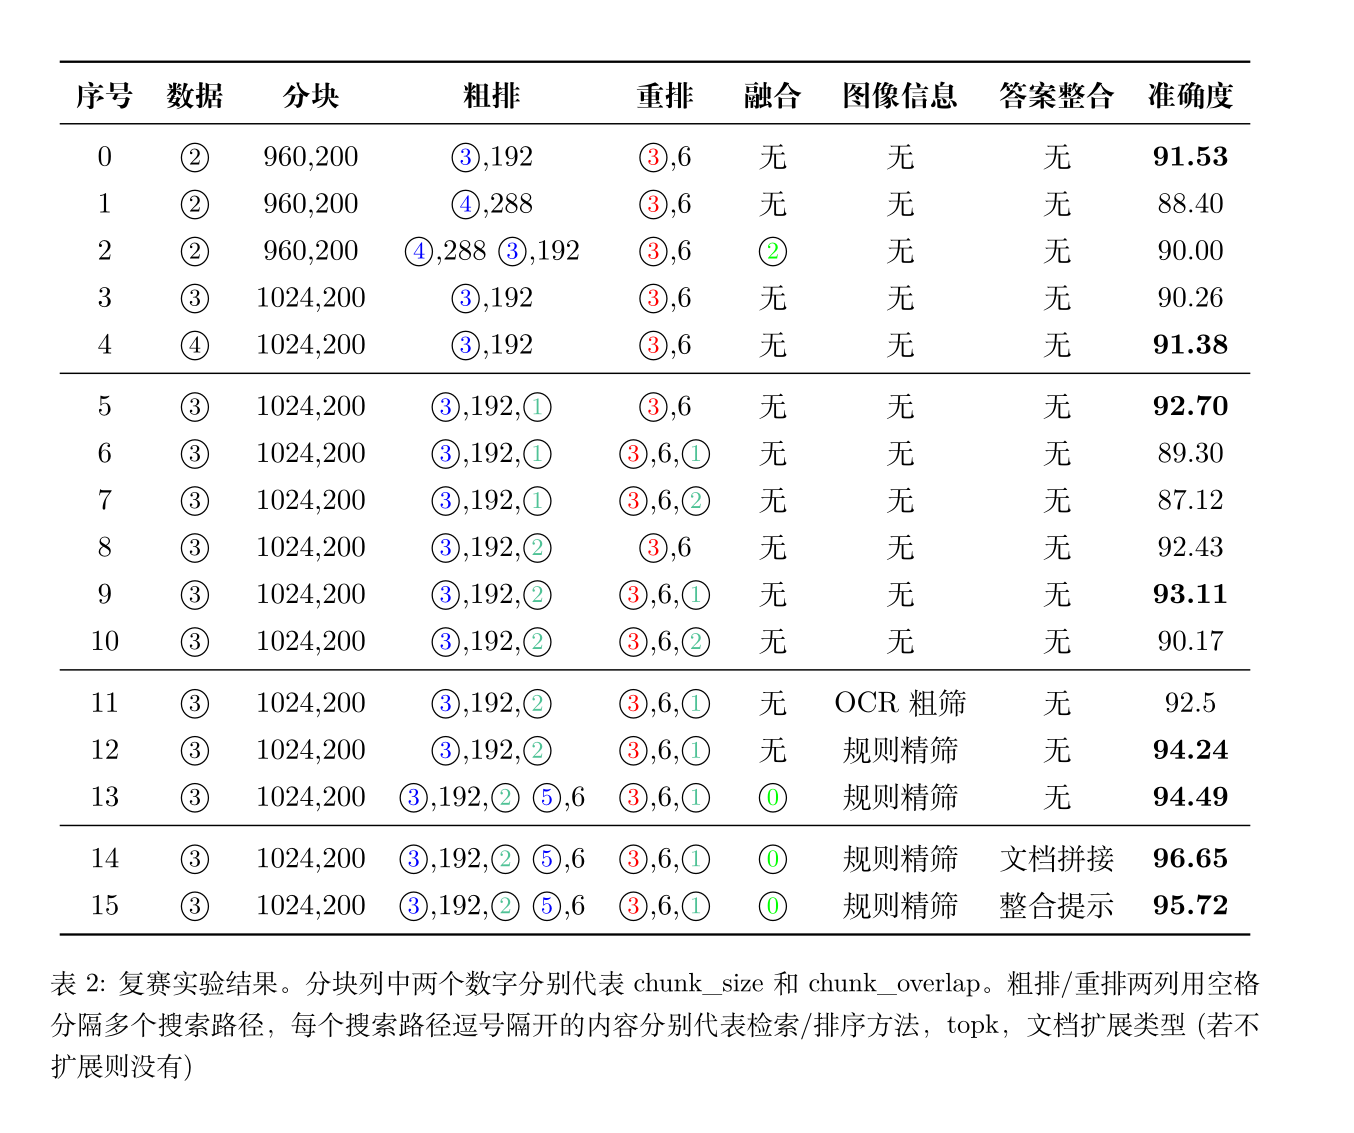 序号 数据 分块 粗排 重排 融合 图像信息 答案整合 准确度
0 ② 960,200 ③,192 ③,6 无 无 无 91.53
1 ② 960,200 ④,288 ③,6 无 无 无 88.40
2 ② 960,200 ④,288 ③,192 ③,6 ② 无 无 90.00
3 ③ 1024,200 ③,192 ③,6 无 无 无 90.26
4 ④ 1024,200 ③,192 ③,6 无 无 无 91.38
5 ③ 1024,200 ③,192,① ③,6 无 无 无 92.70
6 ③ 1024,200 ③,192,① ③,6,① 无 无 无 89.30
7 ③ 1024,200 ③,192,① ③,6,② 无 无 无 87.12
8 ③ 1024,200 ③,192,② ③,6 无 无 无 92.43
9 ③ 1024,200 ③,192,② ③,6,① 无 无 无 93.11
10 ③ 1024,200 ③,192,② ③,6,② 无 无 无 90.17
11 ③ 1024,200 ③,192,② ③,6,① 无 OCR 粗筛 无 92.5
12 ③ 1024,200 ③,192,② ③,6,① 无 规则精筛 无 94.24
13 ③ 1024,200 ③,192,② ⑤,6 ③,6,① ⓪ 规则精筛 无 94.49
14 ③ 1024,200 ③,192,② ⑤,6 ③,6,① ⓪ 规则精筛 文档拼接 96.65
15 ③ 1024,200 ③,192,② ⑤,6 ③,6,① ⓪ 规则精筛 整合提示 95.72
表 2: 复赛实验结果。分块列中两个数字分别代表 chunk_size 和 chunk_overlap。粗排/重排两列用空格
分隔多个搜索路径，每个搜索路径逗号隔开的内容分别代表检索/排序方法，topk，文档扩展类型 (若不
扩展则没有)